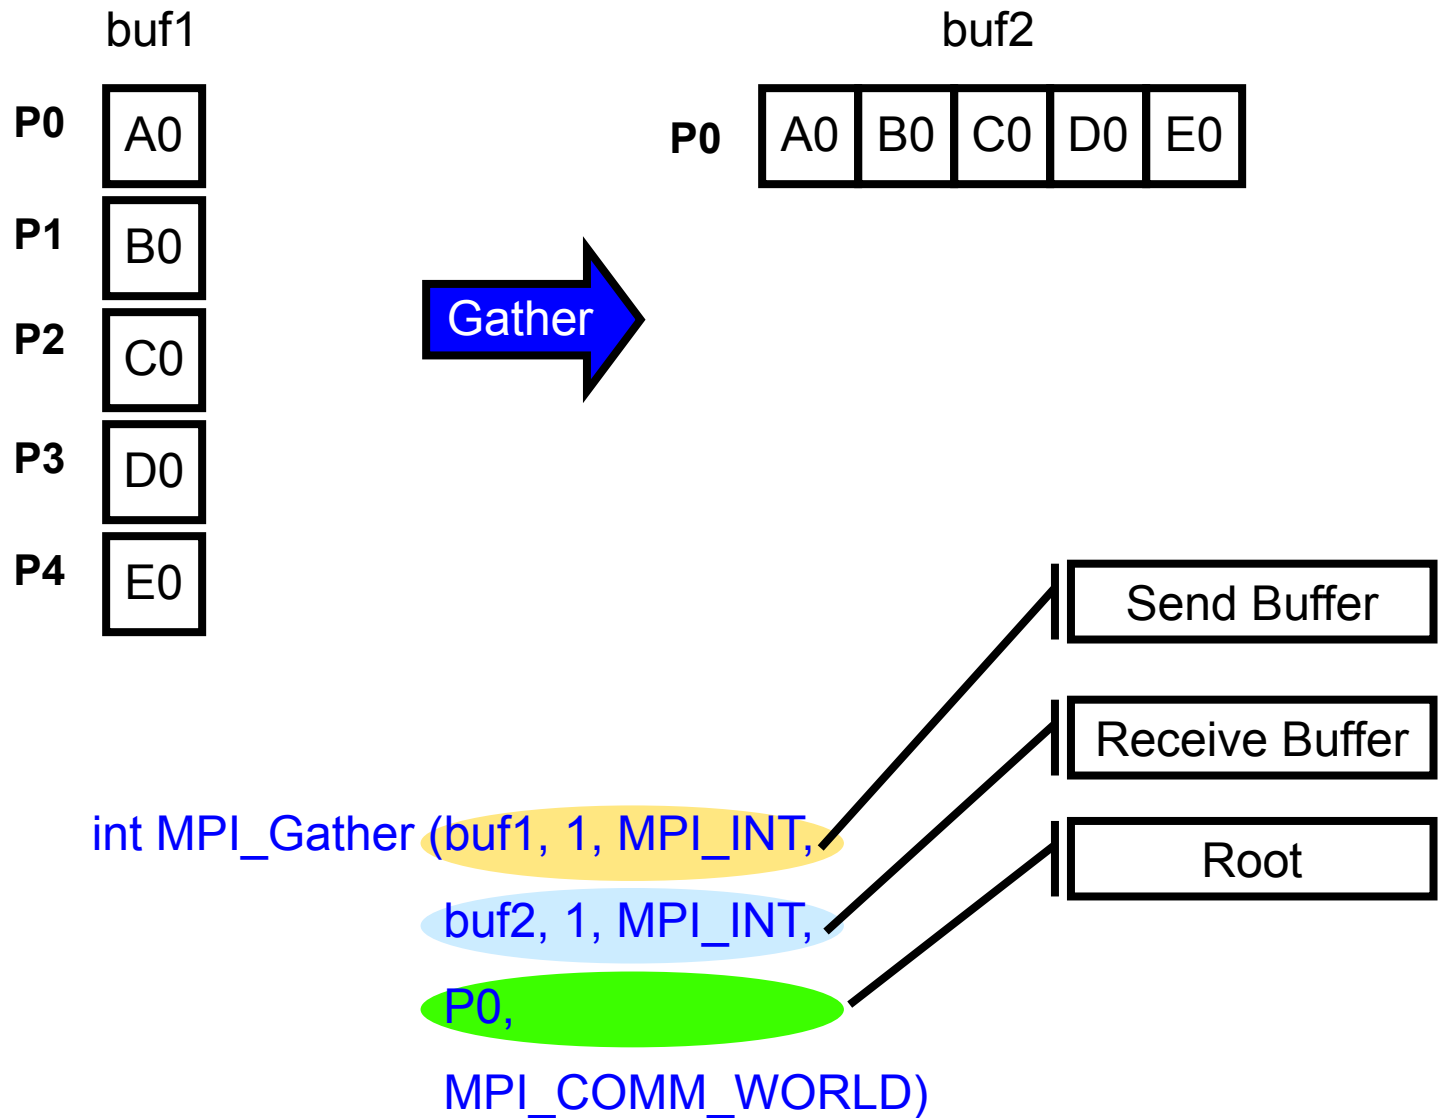 buf1
buf2
P0
A0
P0
A0 B0 C0 D0 E0
P1
B0
Gather
P2
C0
P3
D0
P4
E0
Send Buffer
Receive Buffer
Root
int MPI_Gather (buf1, 1, MPI_INT,
buf2, 1, MPI_INT,
P0,
MPI_COMM_WORLD)